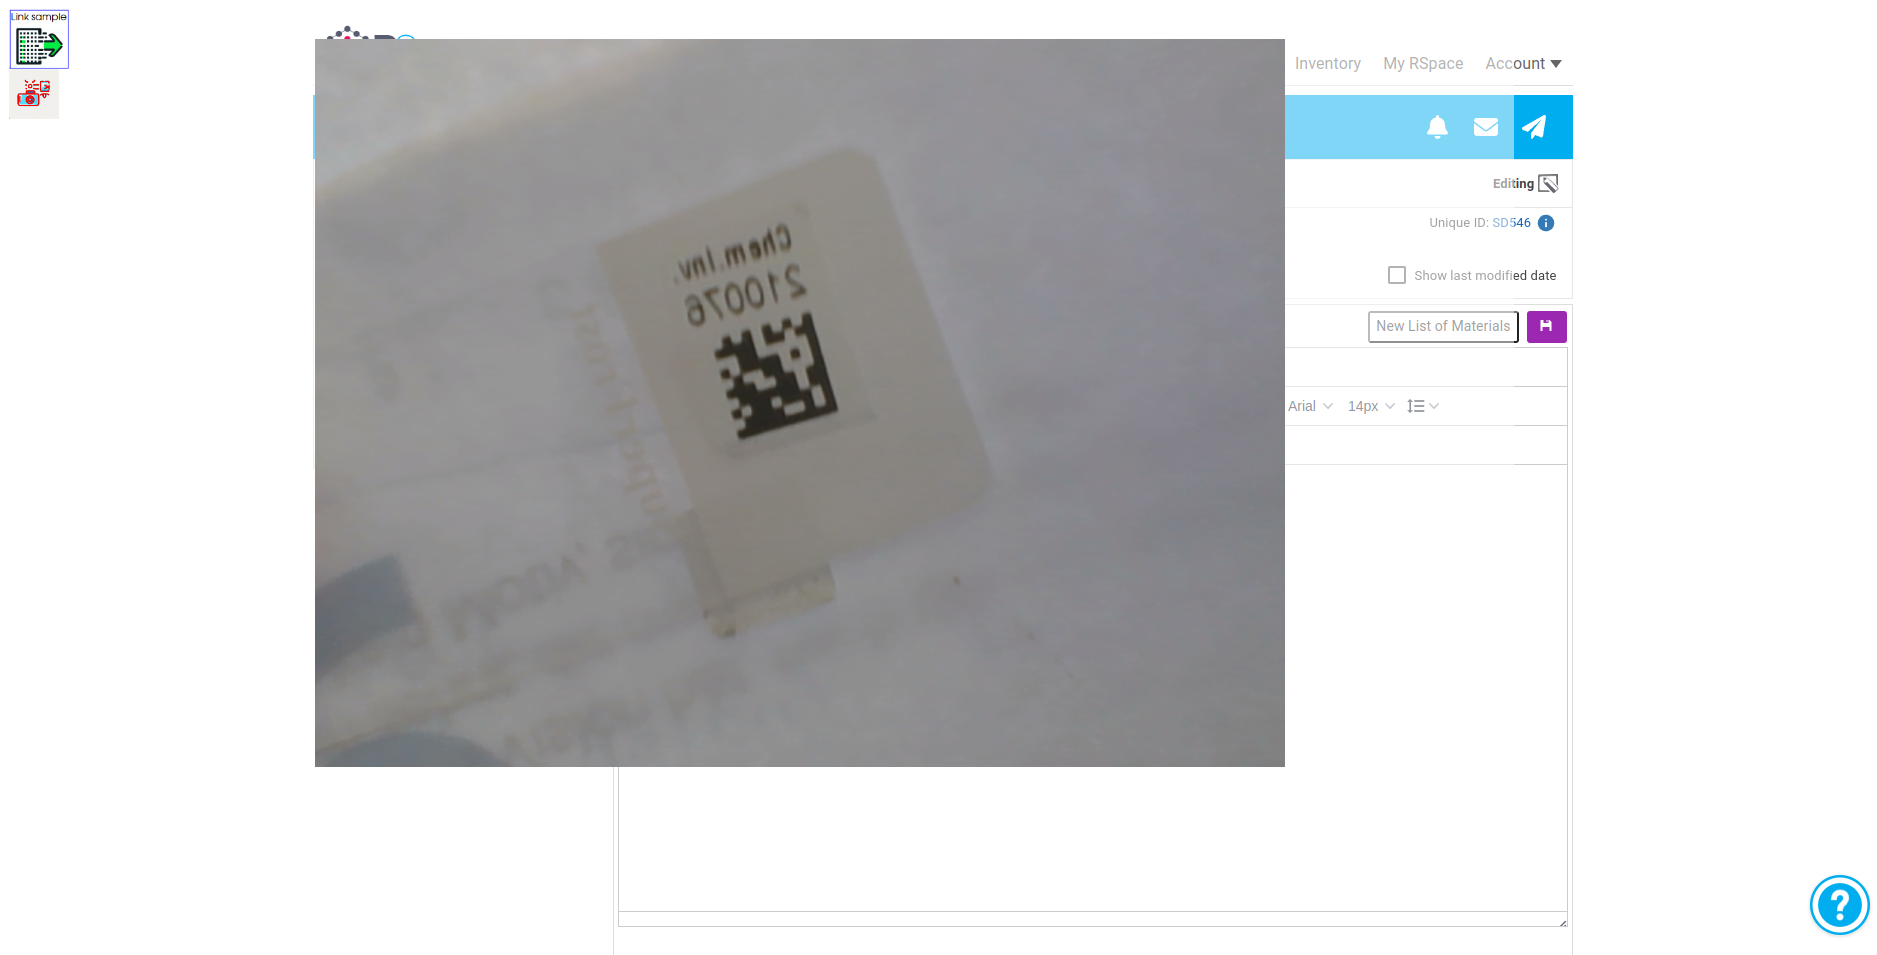 Link sample
Inventory
My RSpace
Account
Editing
Unique ID: SD546
Show last modified date
New List of Materials
Arial
14px
Chem.Inv.
210076